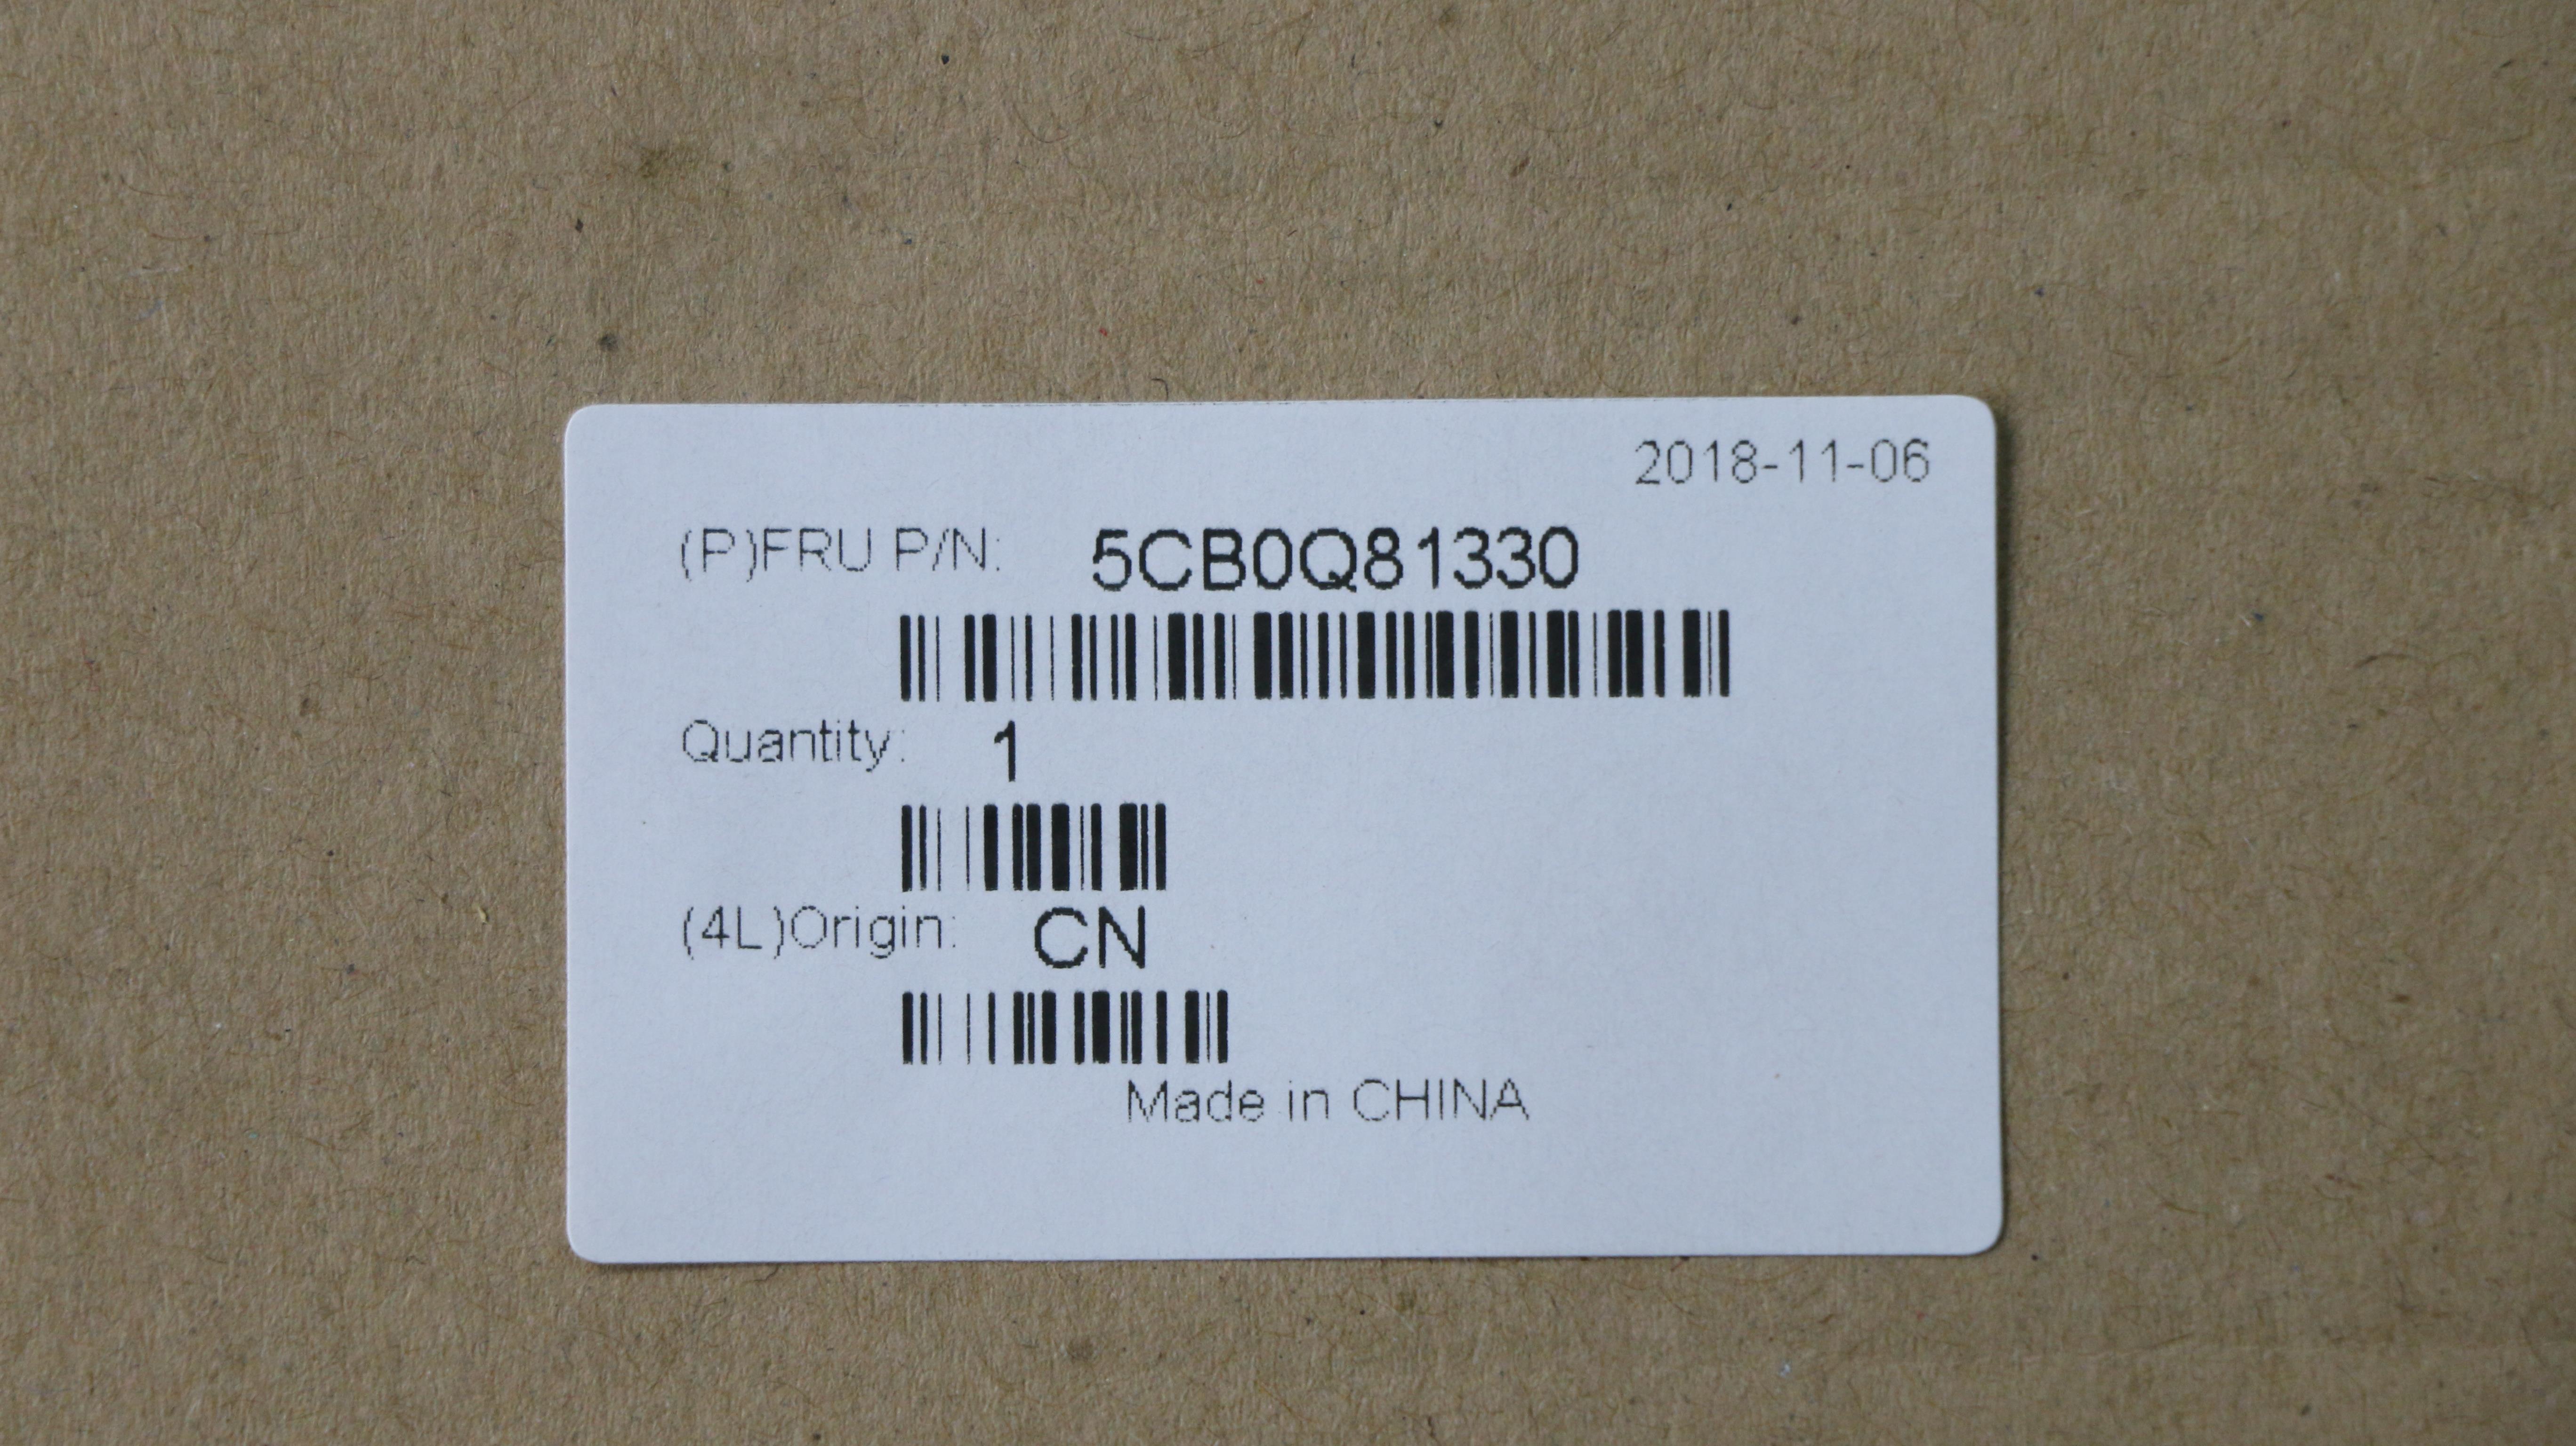 2018-11-06
(P)FRU P/N: 5CB0Q81330
Quantity: 1
(4L)Origin: CN
Made in CHINA